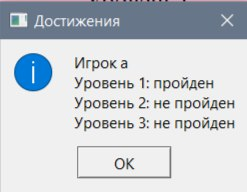 Достижения
Игрок a
Уровень 1: пройден
Уровень 2: не пройден
Уровень 3: не пройден
OK